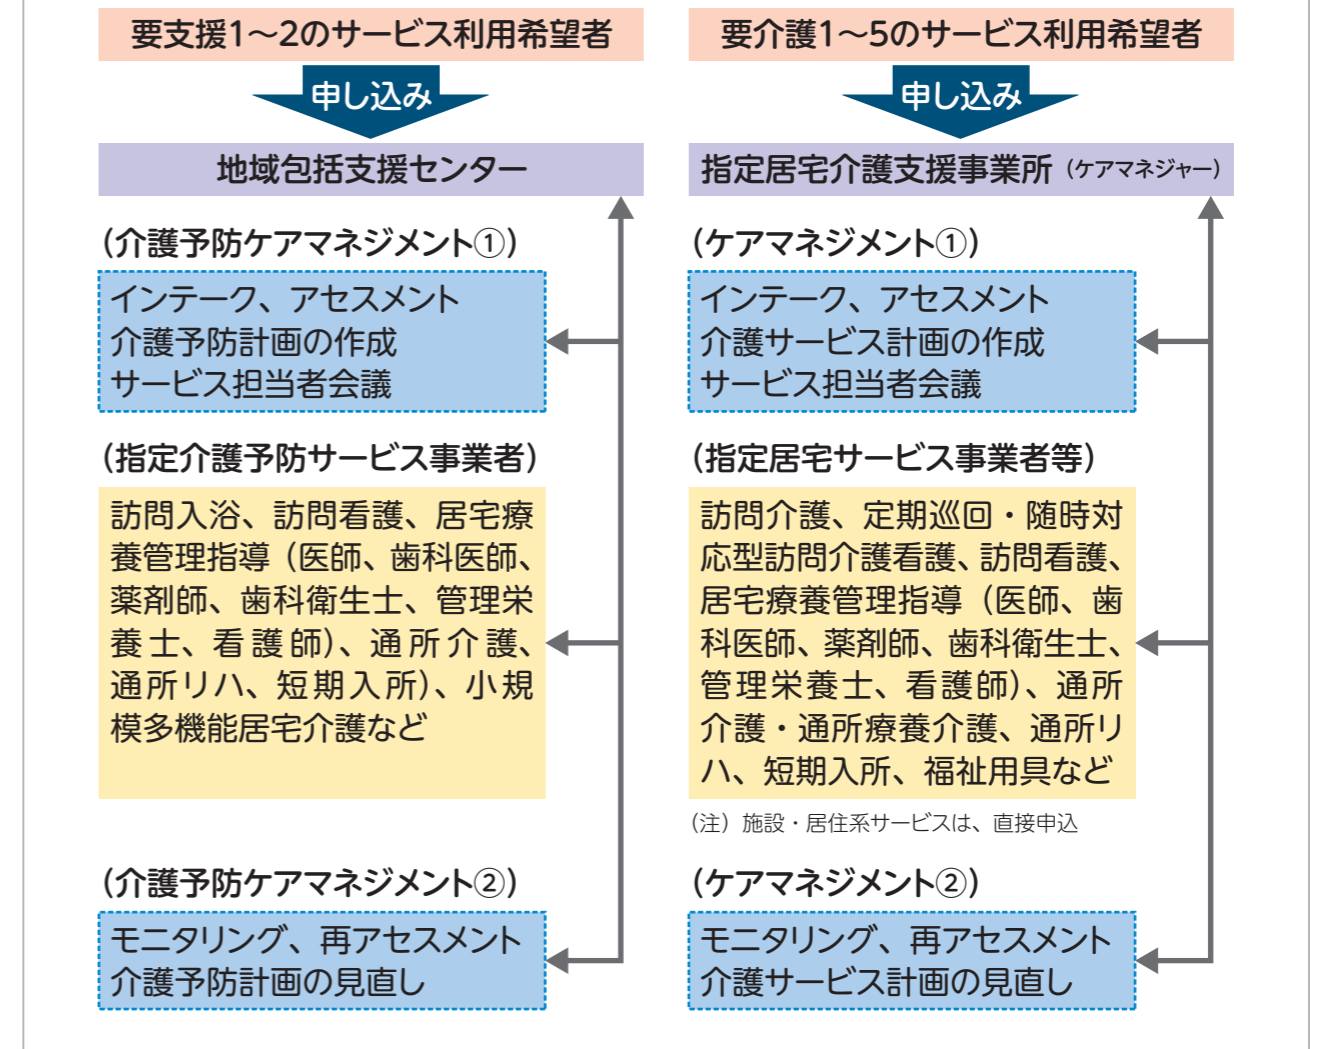 要支援1～2のサービス利用希望者
申し込み
地域包括支援センター
（介護予防ケアマネジメント①）
インテーク、アセスメント
介護予防計画の作成
サービス担当者会議
（指定介護予防サービス事業者）
訪問入浴、訪問看護、居宅療
養管理指導（医師、歯科医師、
薬剤師、歯科衛生士、管理栄
養士、看護師）、通所介護、
通所リハ、短期入所）、小規
模多機能居宅介護など
（介護予防ケアマネジメント②）
モニタリング、再アセスメント
介護予防計画の見直し
要介護1～5のサービス利用希望者
申し込み
指定居宅介護支援事業所（ケアマネジャー）
（ケアマネジメント①）
インテーク、アセスメント
介護サービス計画の作成
サービス担当者会議
（指定居宅サービス事業者等）
訪問介護、定期巡回・随時対
応型訪問介護看護、訪問看護、
居宅療養管理指導（医師、歯
科医師、薬剤師、歯科衛生士、
管理栄養士、看護師）、通所
介護・通所療養介護、通所リ
ハ、短期入所、福祉用具など
（注）施設・居住系サービスは、直接申込
（ケアマネジメント②）
モニタリング、再アセスメント
介護サービス計画の見直し